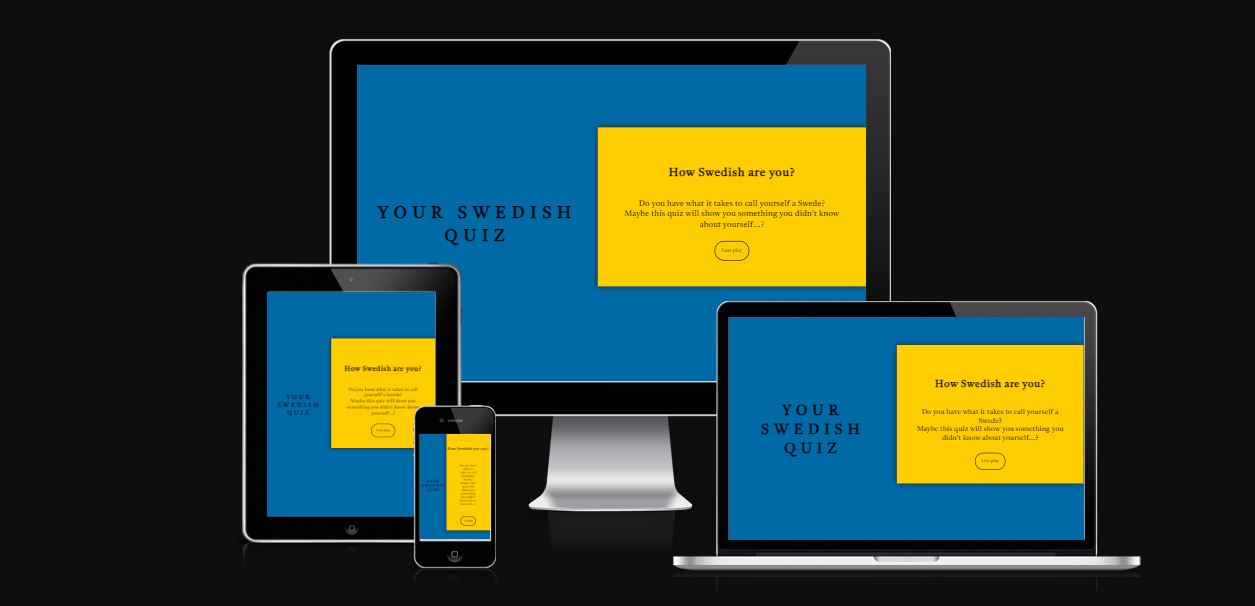 YOUR SWEDISH
QUIZ
How Swedish are you?
Do you have what it takes to call yourself a Swede?
Maybe this quiz will show you something you didn't know
about yourself...?
Lets play
YOUR
SWEDISH
QUIZ
How Swedish are you?
Do you have what it takes to call
yourself a Swede?
Maybe this quiz will show you
something you didn't know about
yourself...?
Lets play
How Swedish are you?
Lets play
YOUR
SWEDISH
QUIZ
How Swedish are you?
Do you have what it takes to call yourself a
Swede?
Maybe this quiz will show you something you
didn't know about yourself...?
Lets play